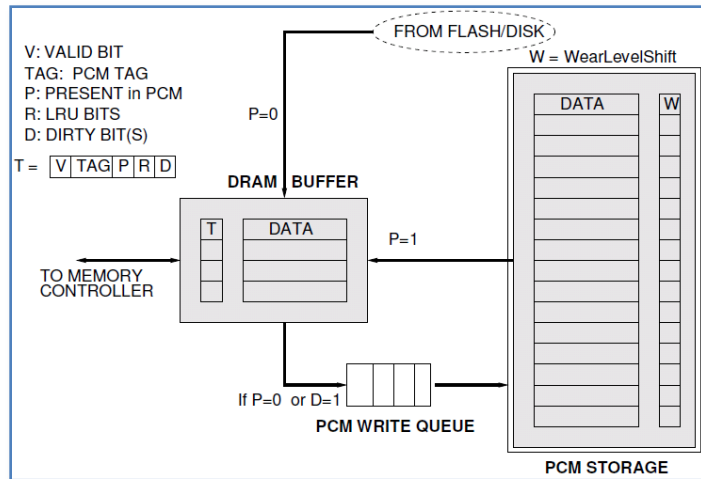 FROM FLASH/DISK
V: VALID BIT
TAG: PCM TAG
P: PRESENT in PCM
R: LRU BITS
D: DIRTY BIT(S)
T = V TAG P R D
W = WearLevelShift
P=0
DRAM BUFFER
T DATA
DATA W
P=1
TO MEMORY
CONTROLLER
If P=0 or D=1
PCM WRITE QUEUE
PCM STORAGE